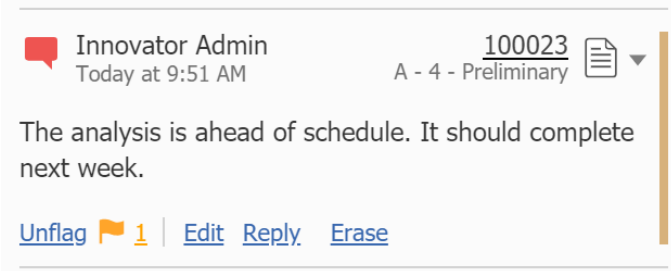 Innovator Admin 100023
Today at 9:51 AM A - 4 - Preliminary
The analysis is ahead of schedule. It should complete
next week.
Unflag 1 Edit Reply Erase